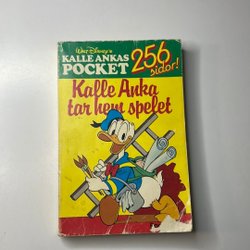 Walt Disney's
KALLE ANKAS
POCKET
256
sidor!
Kalle Anka
tar hem spelet